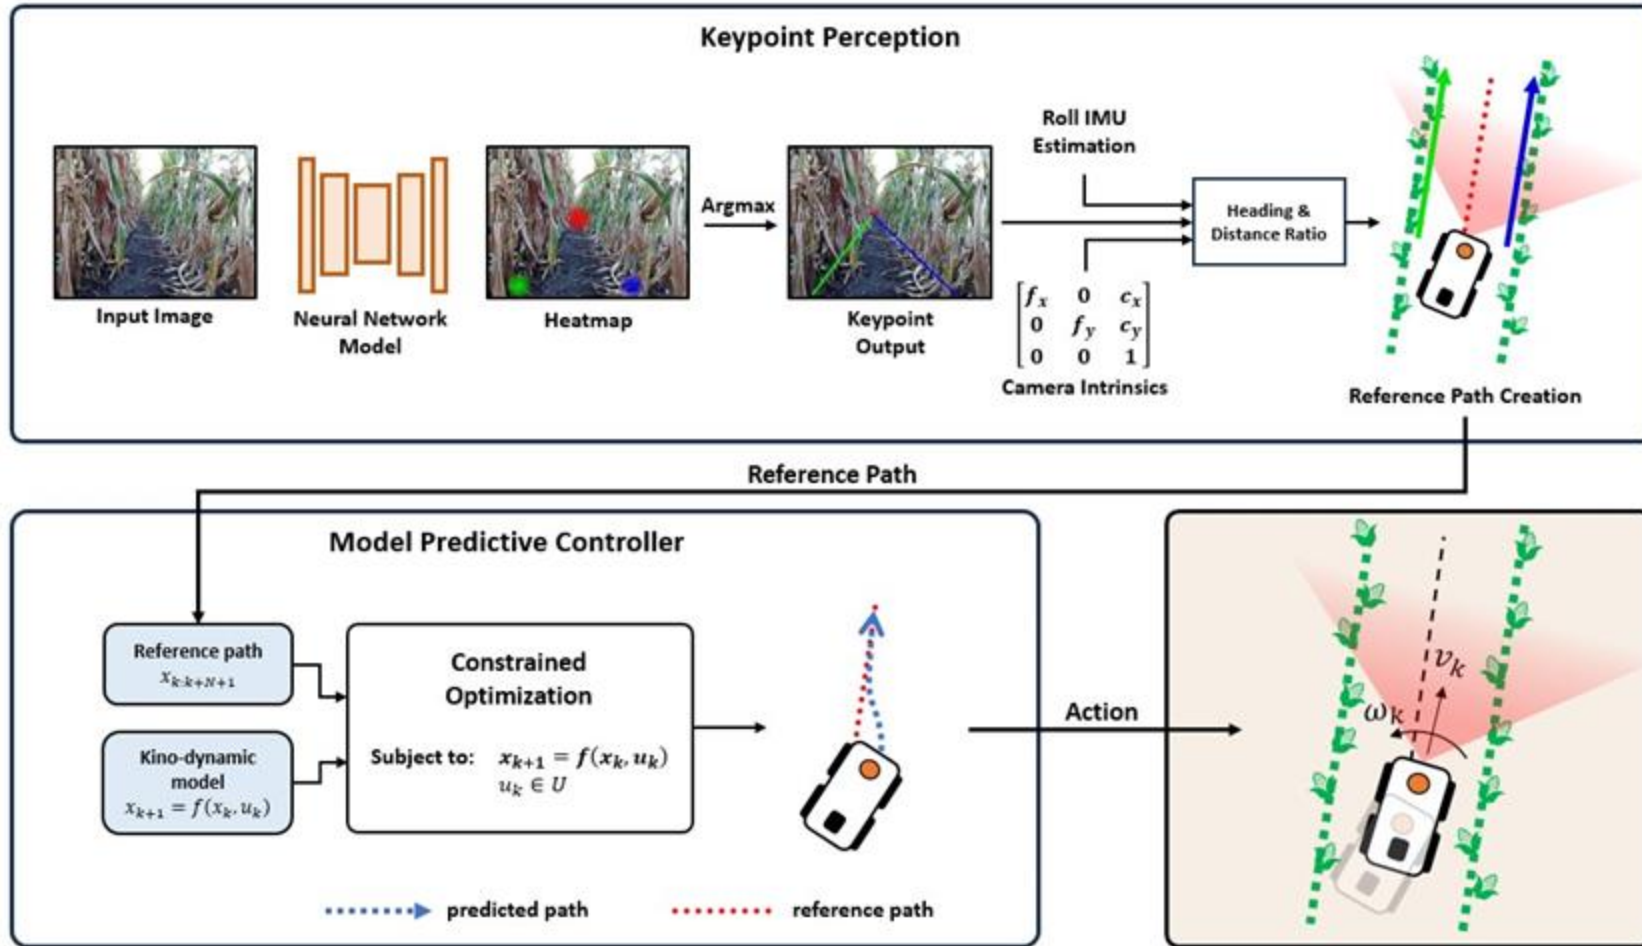 Keypoint Perception
Input Image
Neural Network
Model
Heatmap
Argmax
Keypoint
Output
Roll IMU
Estimation
[f_x 0 c_x]
[0 f_y c_y]
[0 0 1]
Camera Intrinsics
Heading &
Distance Ratio
Reference Path Creation
Reference Path
Model Predictive Controller
Reference path
x_{k:k+N+1}
Kino-dynamic
model
x_{k+1} = f(x_k, u_k)
Constrained
Optimization
Subject to: x_{k+1} = f(x_k, u_k)
u_k ∈ U
predicted path
reference path
Action
v_k
ω_k